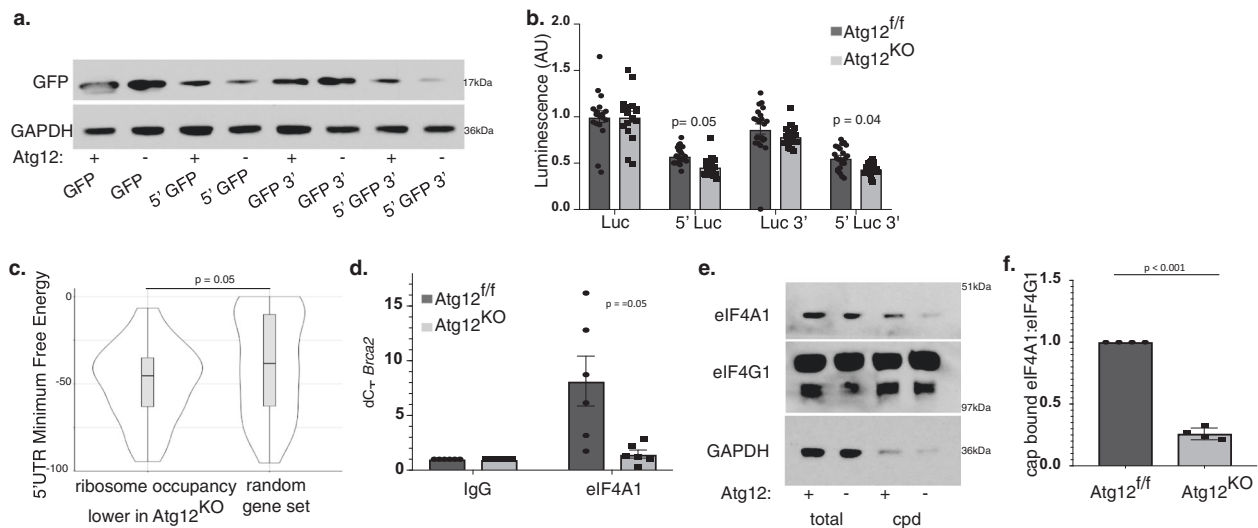 a.
GFP
17kDa
GAPDH
36kDa
Atg12: + - + - + - + -
GFP GFP 5' GFP 5' GFP GFP 3' GFP 3' 5' GFP 3' 5' GFP 3'
b.
Luminescence (AU)
2.0
1.5
1.0
0.5
0.0
Atg12f/f
Atg12KO
p= 0.05
p = 0.04
Luc 5' Luc Luc 3' 5' Luc 3'
c.
5'UTR Minimum Free Energy
0
-50
-100
p = 0.05
ribosome occupancy
lower in Atg12KO
random
gene set
d.
dC_T Brca2
15
10
5
0
Atg12f/f
Atg12KO
p = =0.05
IgG eIF4A1
e.
51kDa
eIF4A1
eIF4G1
97kDa
GAPDH
36kDa
Atg12: + - + -
total cpd
f.
cap bound eIF4A1:eIF4G1
1.5
1.0
0.5
0.0
p < 0.001
Atg12f/f Atg12KO